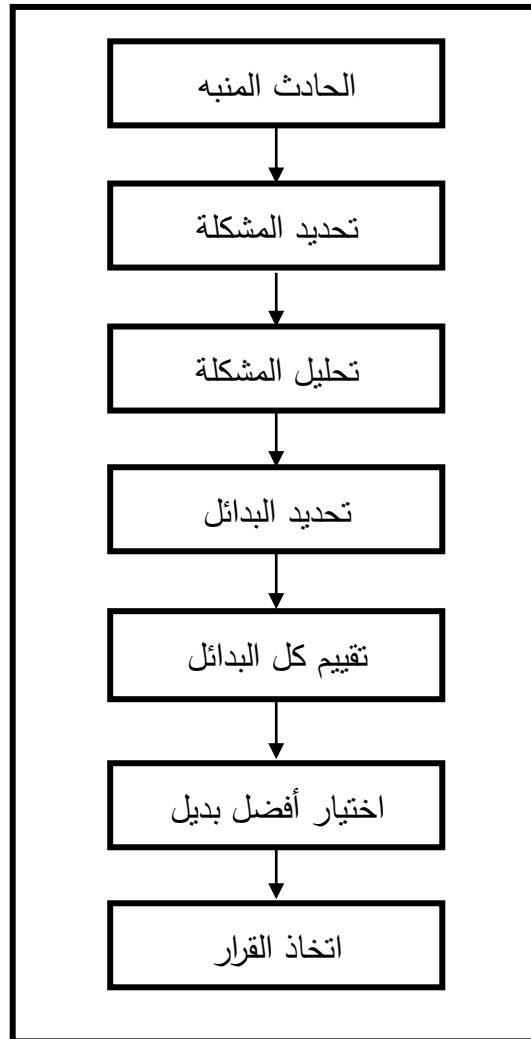 الحادث المنبه
تحديد المشكلة
تحليل المشكلة
تحديد البدائل
تقييم كل البدائل
اختيار أفضل بديل
اتخاذ القرار